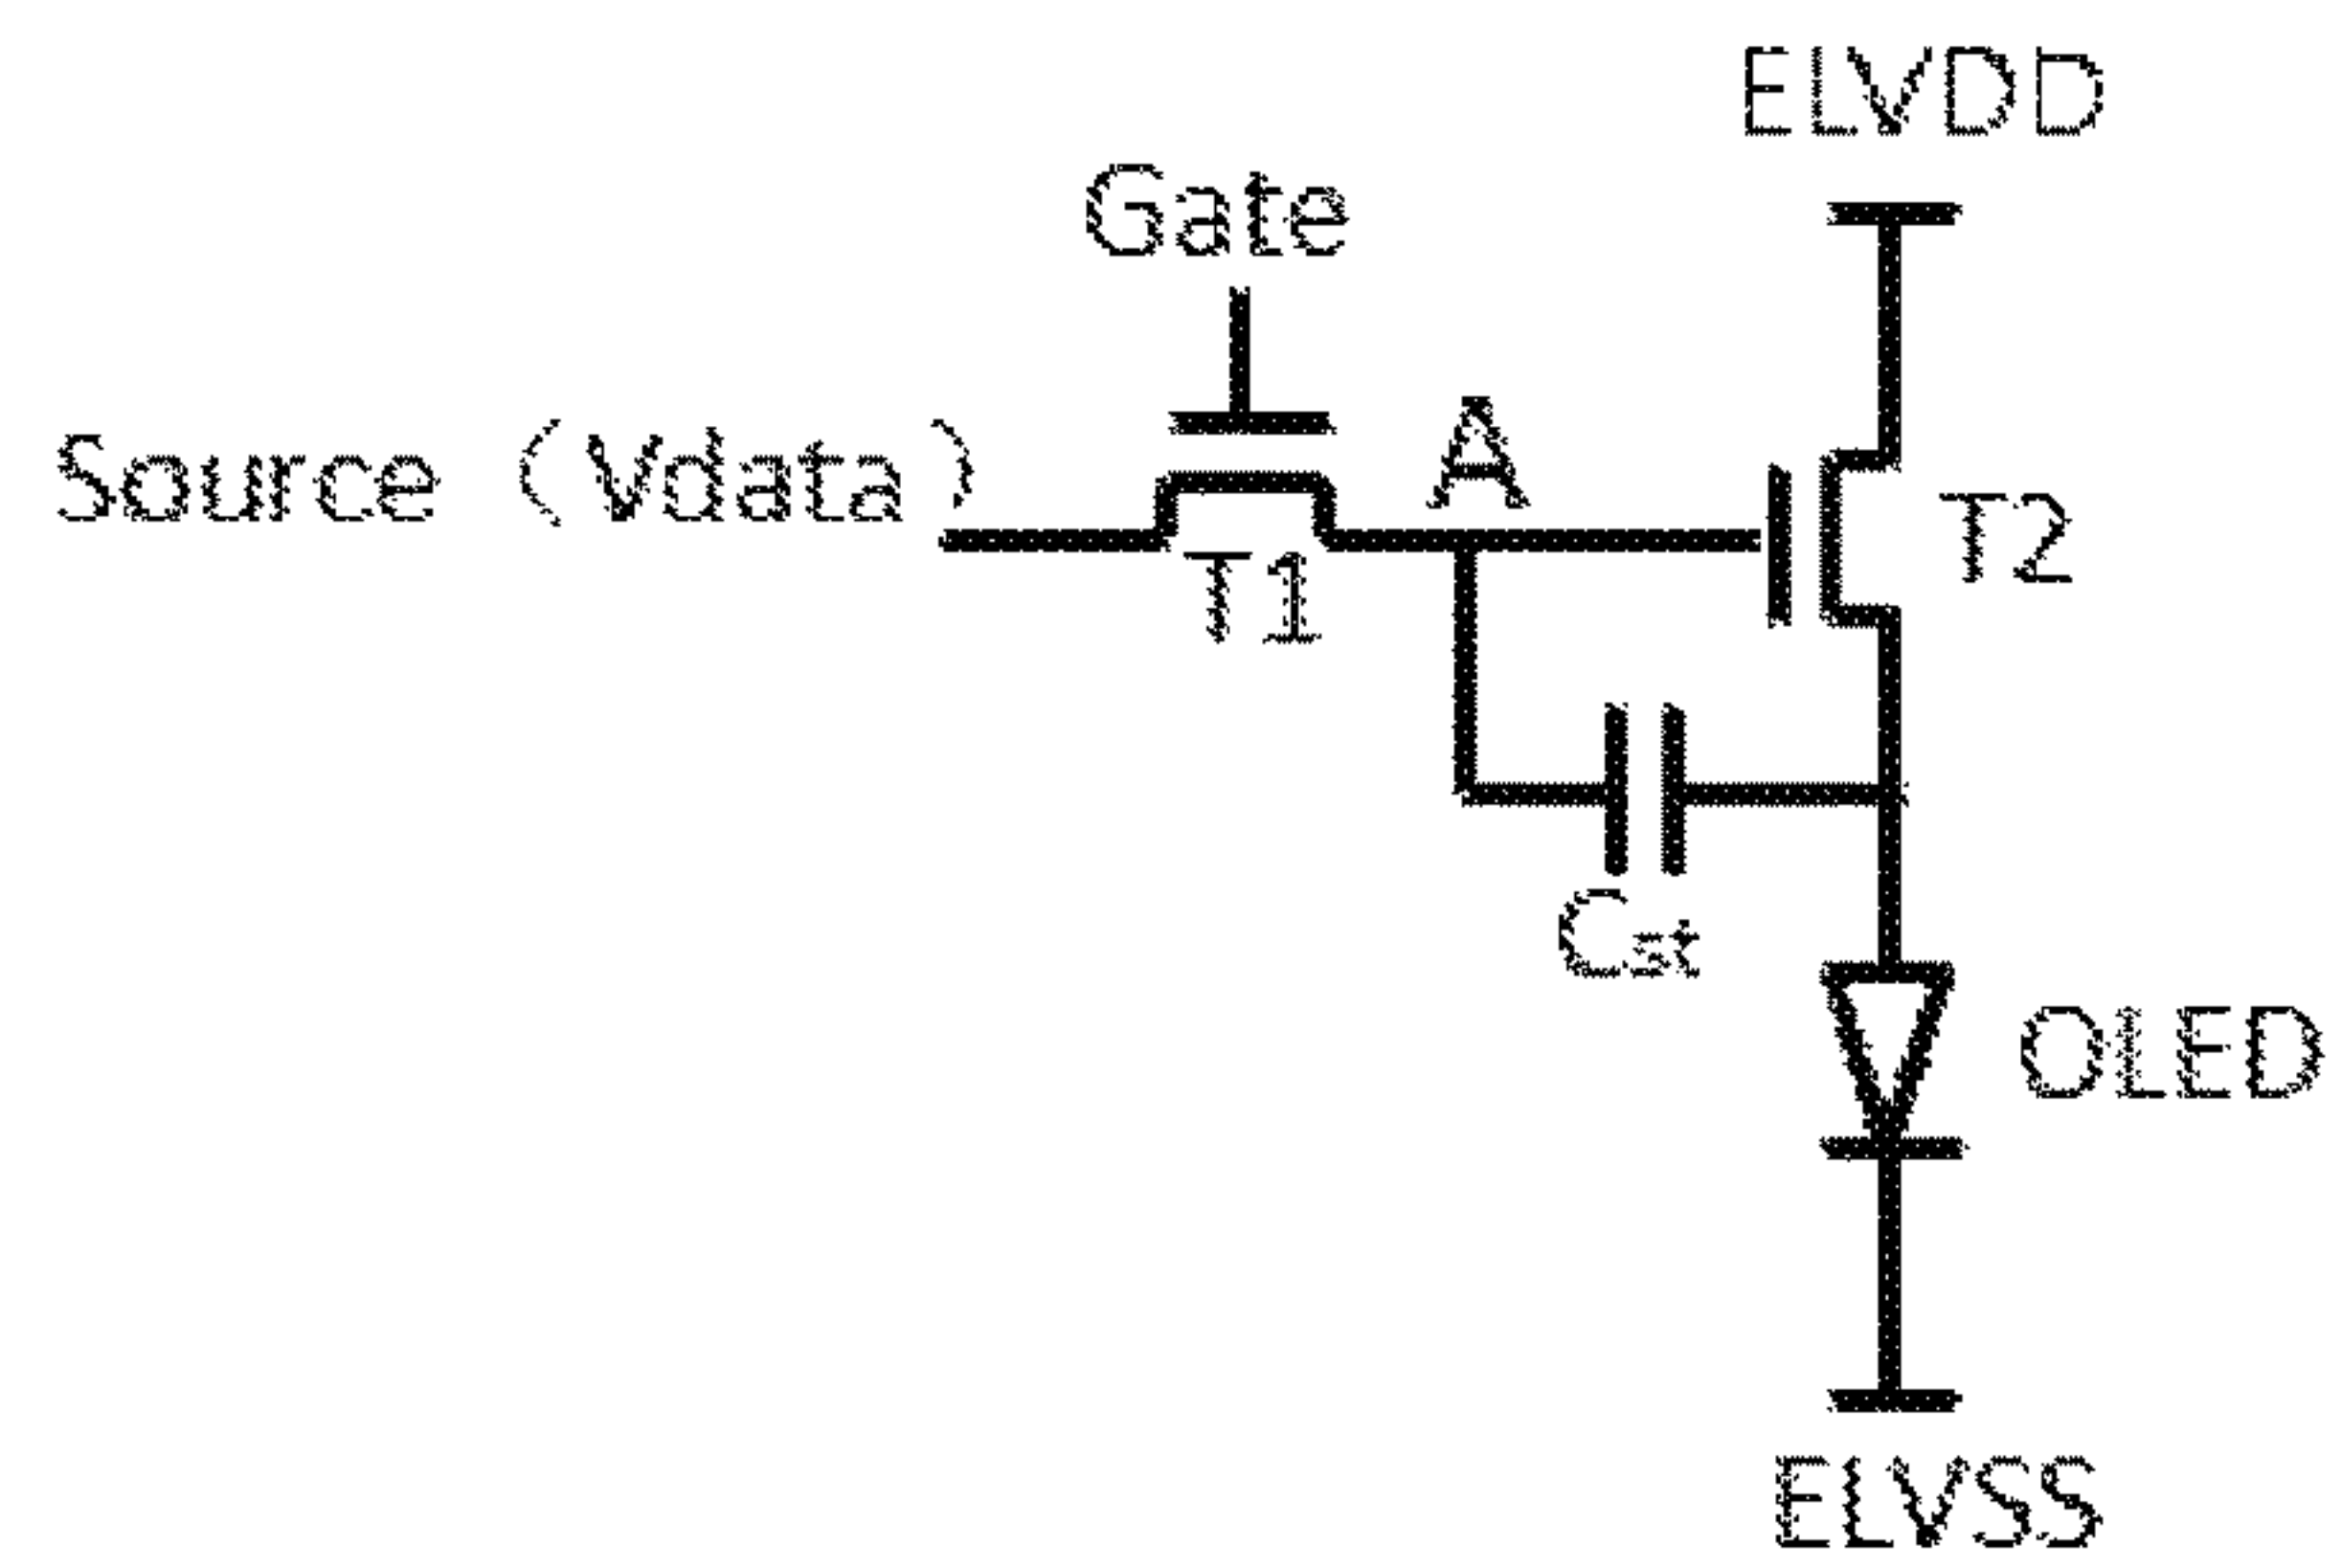 ELVDD
Gate
Source (Vdata)
A
T1
T2
Cst
OLED
ELVSS